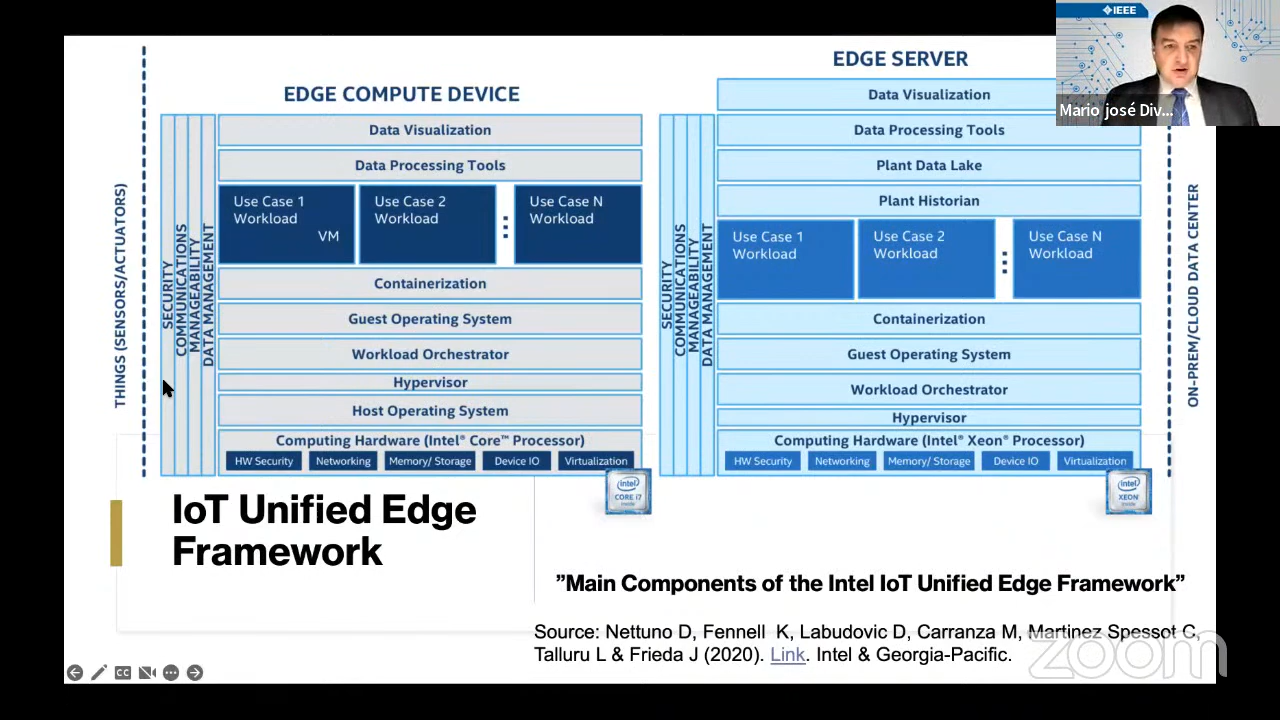 IEEE
Mario josé Div...
EDGE COMPUTE DEVICE
THINGS (SENSORS/ACTUATORS)
SECURITY
COMMUNICATIONS
MANAGEABILITY
DATA MANAGEMENT
Data Visualization
Data Processing Tools
Use Case 1
Workload
VM
Use Case 2
Workload
Use Case N
Workload
Containerization
Guest Operating System
Workload Orchestrator
Hypervisor
Host Operating System
Computing Hardware (Intel® Core™ Processor)
HW Security
Networking
Memory/ Storage
Device IO
Virtualization
intel
CORE i7
inside
EDGE SERVER
SECURITY
COMMUNICATIONS
MANAGEABILITY
DATA MANAGEMENT
Data Visualization
Data Processing Tools
Plant Data Lake
Plant Historian
Use Case 1
Workload
Use Case 2
Workload
Use Case N
Workload
Containerization
Guest Operating System
Workload Orchestrator
Hypervisor
Computing Hardware (Intel® Xeon® Processor)
HW Security
Networking
Memory/ Storage
Device IO
Virtualization
intel
XEON
inside
ON-PREM/CLOUD DATA CENTER
IoT Unified Edge
Framework
”Main Components of the Intel IoT Unified Edge Framework”
Source: Nettuno D, Fennell K, Labudovic D, Carranza M, Martinez Spessot C,
Talluru L & Frieda J (2020). Link. Intel & Georgia-Pacific.
CC
zoom